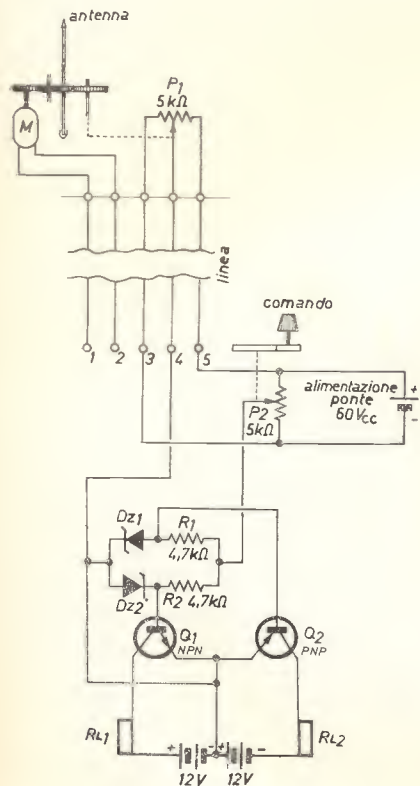 antenna
P1
5kΩ
M
linea
1 2 3 4 5
comando
P2
5kΩ
alimentazione
ponte
60Vcc
+
-
Dz1
R1
4,7kΩ
Dz2
R2 4,7kΩ
Q1
NPN
Q2
PNP
RL1
RL2
+ - + -
12V 12V